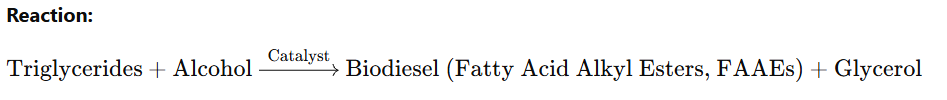 Reaction:
Triglycerides + Alcohol Catalyst⟶ Biodiesel (Fatty Acid Alkyl Esters, FAAEs) + Glycerol